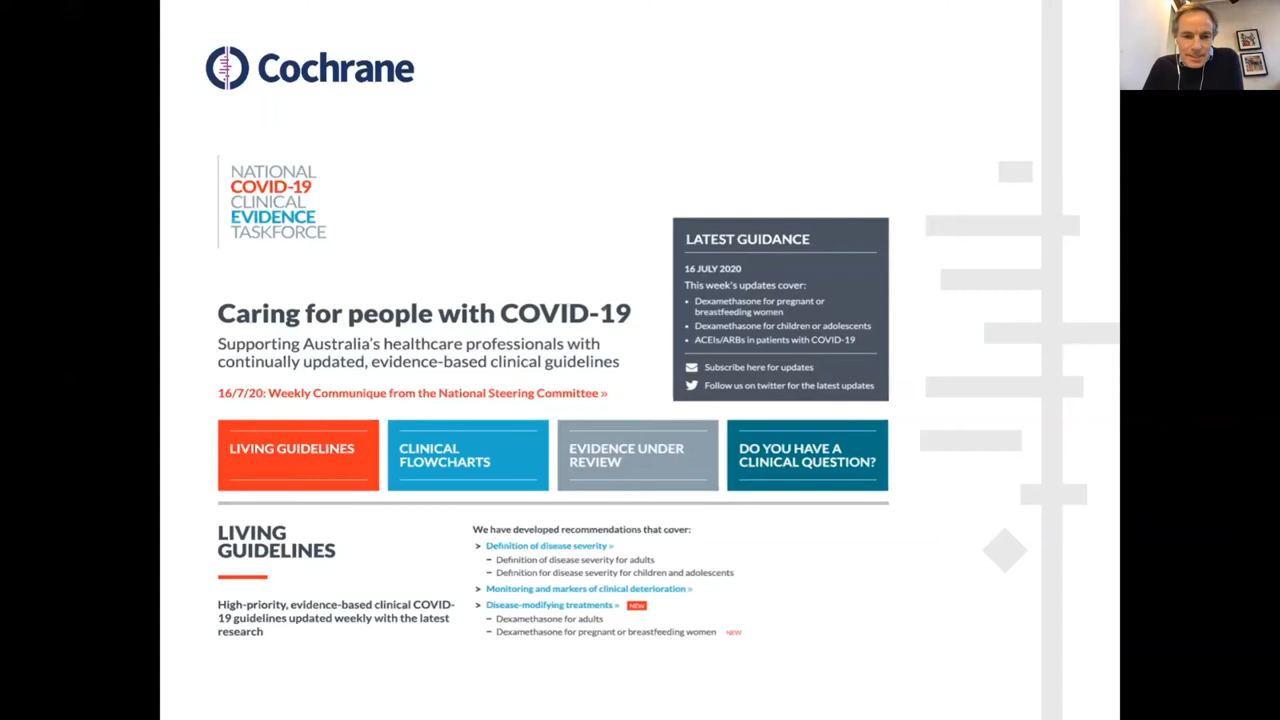 Cochrane
NATIONAL
COVID-19
CLINICAL
EVIDENCE
TASKFORCE
LATEST GUIDANCE
16 JULY 2020
This week's updates cover:
• Dexamethasone for pregnant or
breastfeeding women
• Dexamethasone for children or adolescents
• ACEIs/ARBs in patients with COVID-19
Subscribe here for updates
Follow us on twitter for the latest updates
Caring for people with COVID-19
Supporting Australia's healthcare professionals with
continually updated, evidence-based clinical guidelines
16/7/20: Weekly Communique from the National Steering Committee »
LIVING GUIDELINES
CLINICAL
FLOWCHARTS
EVIDENCE UNDER
REVIEW
DO YOU HAVE A
CLINICAL QUESTION?
LIVING
GUIDELINES
High-priority, evidence-based clinical COVID-
19 guidelines updated weekly with the latest
research
We have developed recommendations that cover:
> Definition of disease severity »
– Definition of disease severity for adults
– Definition for disease severity for children and adolescents
> Monitoring and markers of clinical deterioration »
> Disease-modifying treatments » NEW
– Dexamethasone for adults
– Dexamethasone for pregnant or breastfeeding women NEW